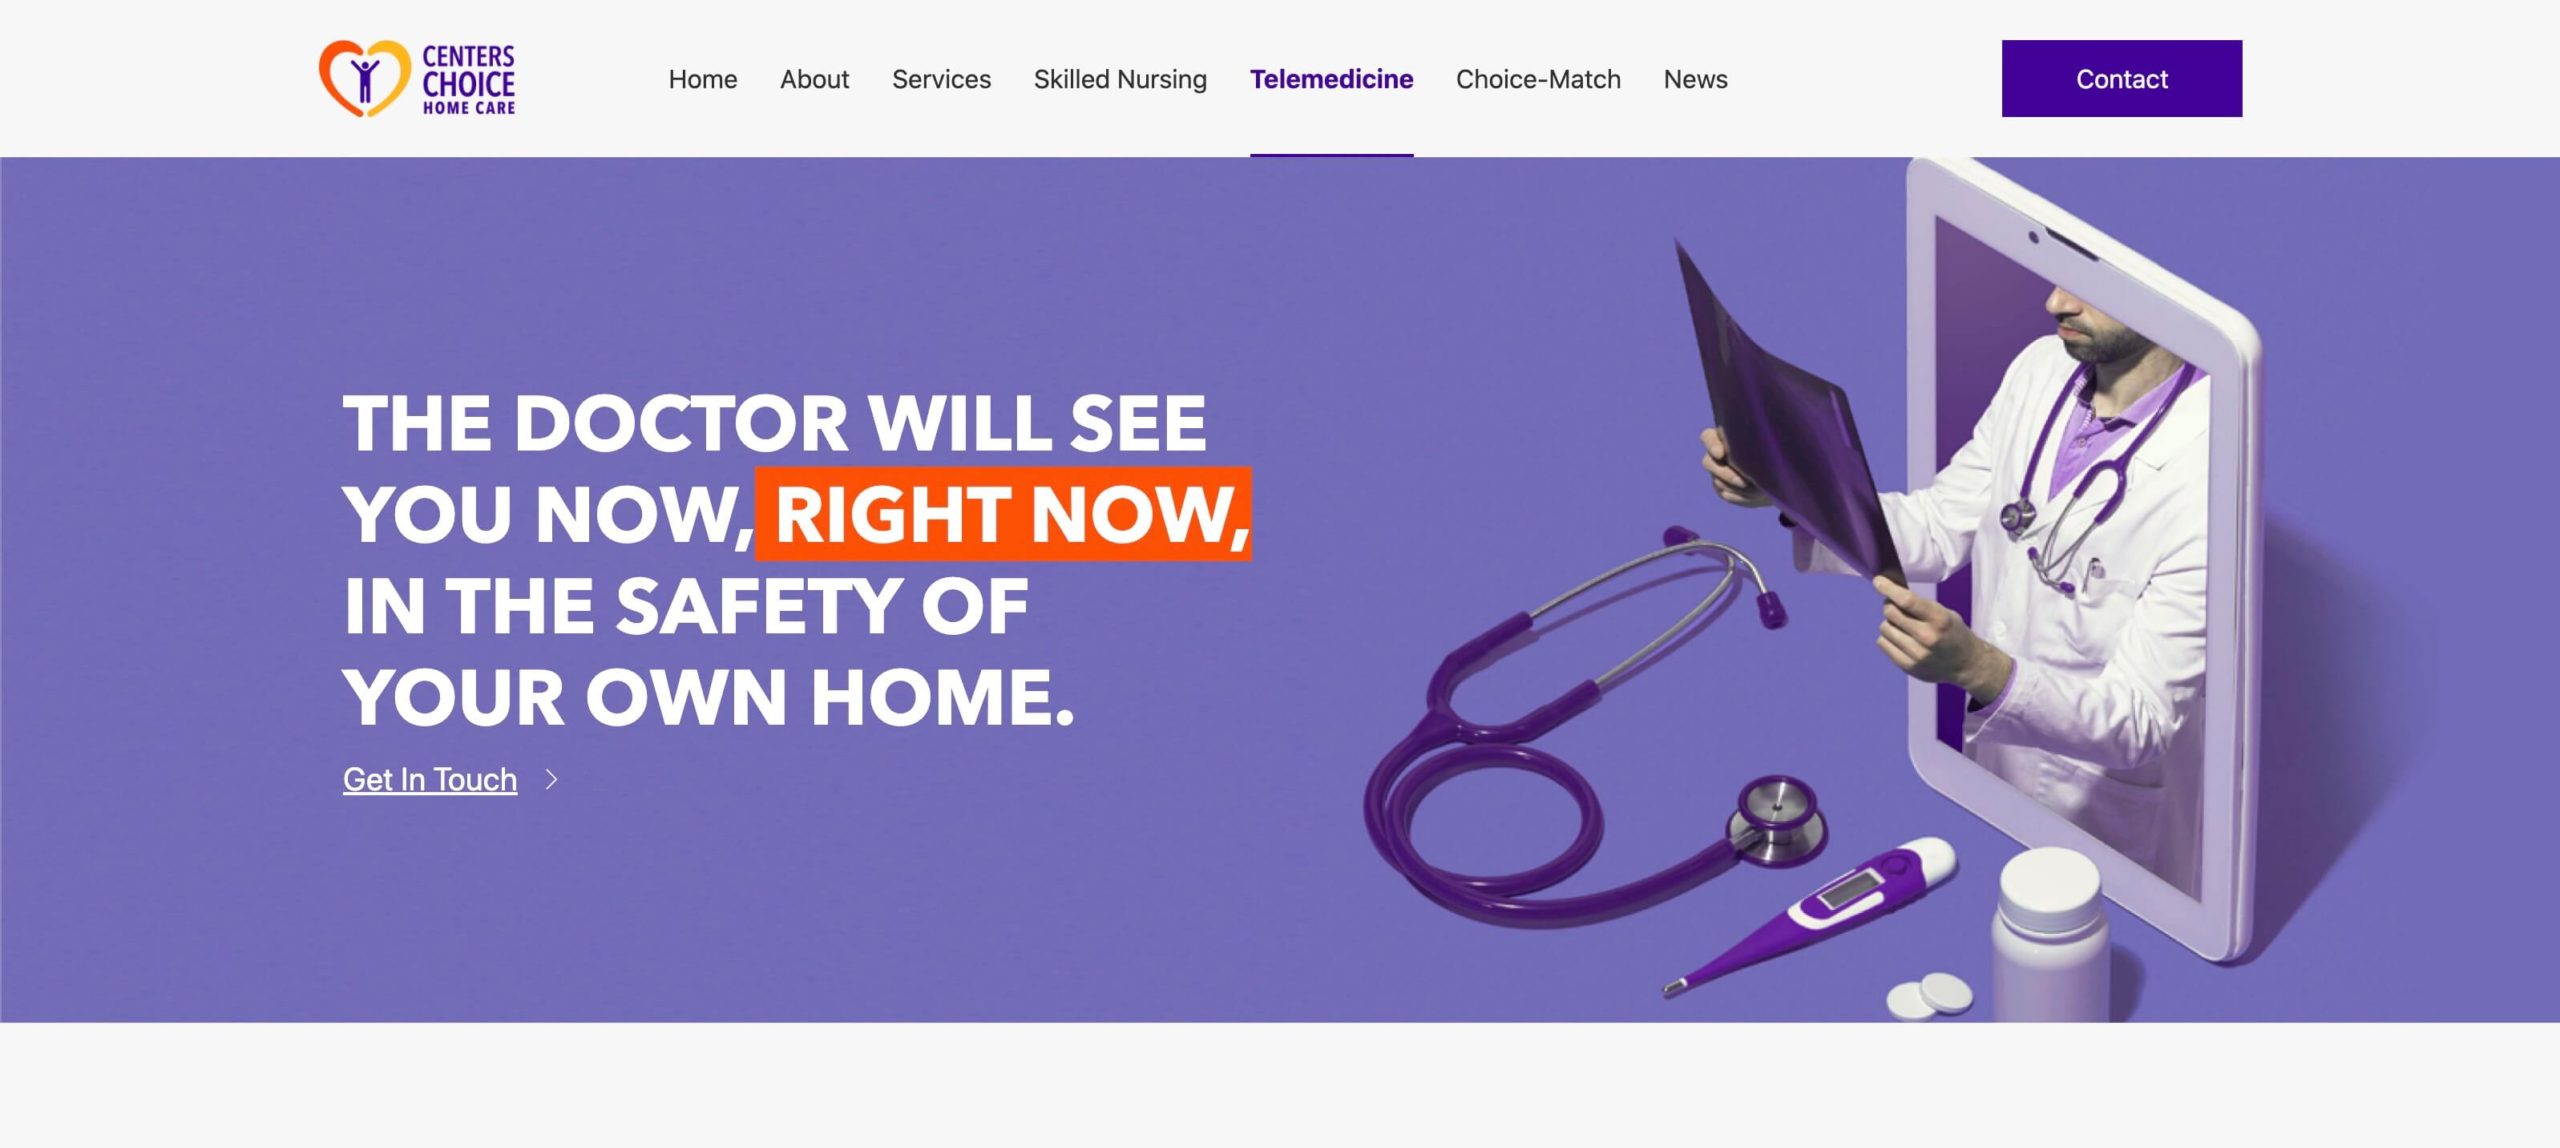 CENTERS
CHOICE
HOME CARE
Home About Services Skilled Nursing Telemedicine Choice-Match News
Contact
THE DOCTOR WILL SEE
YOU NOW, RIGHT NOW,
IN THE SAFETY OF
YOUR OWN HOME.
Get In Touch